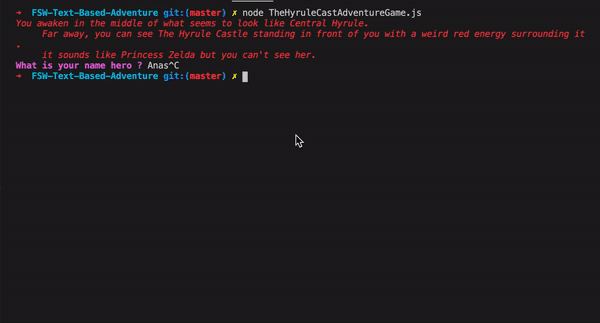 ➜ FSW-Text-Based-Adventure git:(master) ✗ node TheHyruleCastAdventureGame.js
You awaken in the middle of what seems to look like Central Hyrule.
Far away, you can see The Hyrule Castle standing in front of you with a weird red energy surrounding it
.
it sounds like Princess Zelda but you can't see her.
What is your name hero ? Anas^C
➜ FSW-Text-Based-Adventure git:(master) ✗